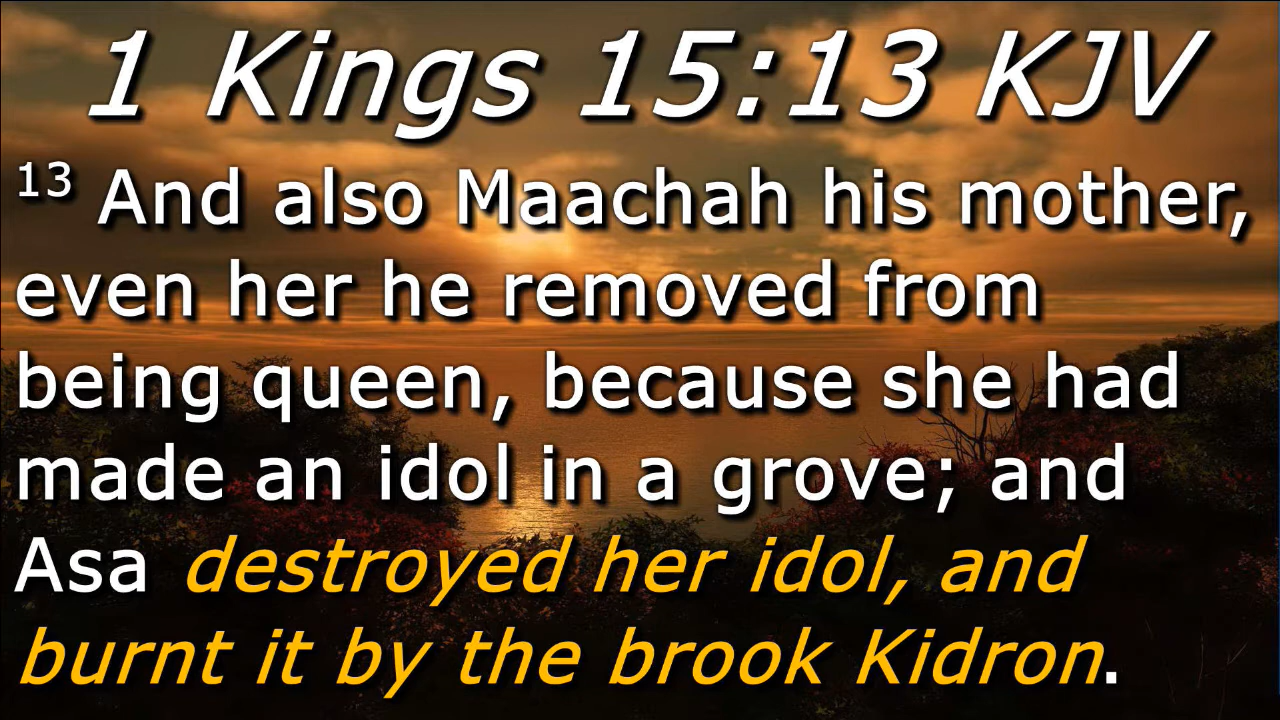 1 Kings 15:13 KJV
13 And also Maachah his mother,
even her he removed from
being queen, because she had
made an idol in a grove; and
Asa destroyed her idol, and
burnt it by the brook Kidron.